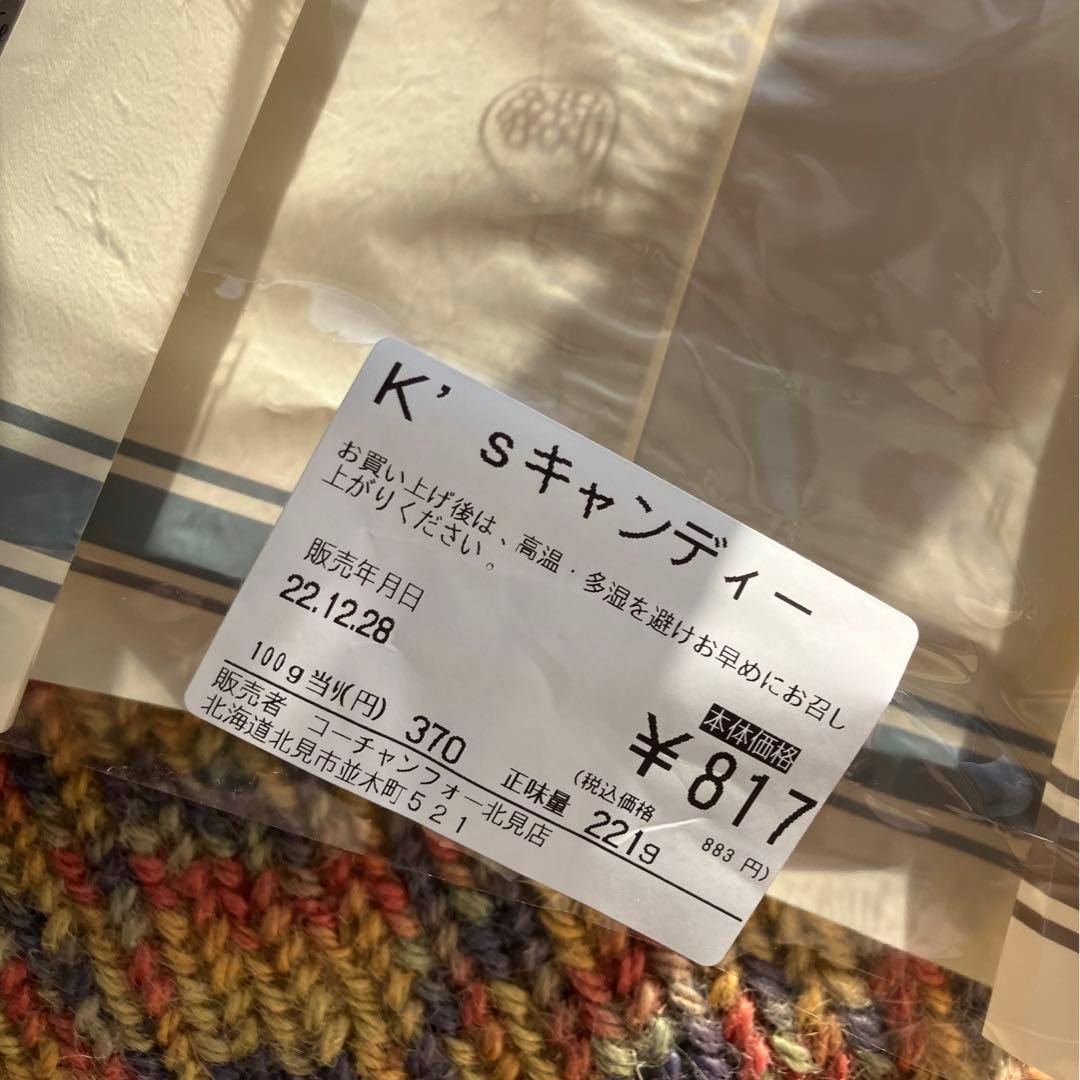 K'sキャンディー
お買い上げ後は、高温・多湿を避けお早めにお召し
上がりください。
販売年月日
22.12.28
本体価格
¥817
100g当り(円) 370
正味量 221g
(税込価格 883円)
販売者 コーチャンフォー北見店
北海道北見市並木町521